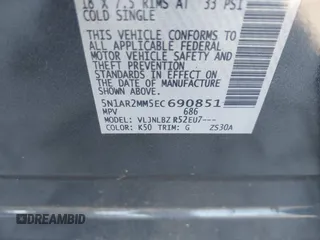 18 X 7.5 RIMS AT 33 PSI
COLD SINGLE
THIS VEHICLE CONFORMS TO
ALL APPLICABLE FEDERAL
MOTOR VEHICLE SAFETY AND
THEFT PREVENTION
STANDARDS IN EFFECT ON
THE DATE OF MANUFACTURE
SHOWN ABOVE.
5N1AR2MM5EC690851
MPV 686
MODEL: VLJNLBZ R52EU7---
COLOR: K50 TRIM: G ZS30A
© DREAMBID